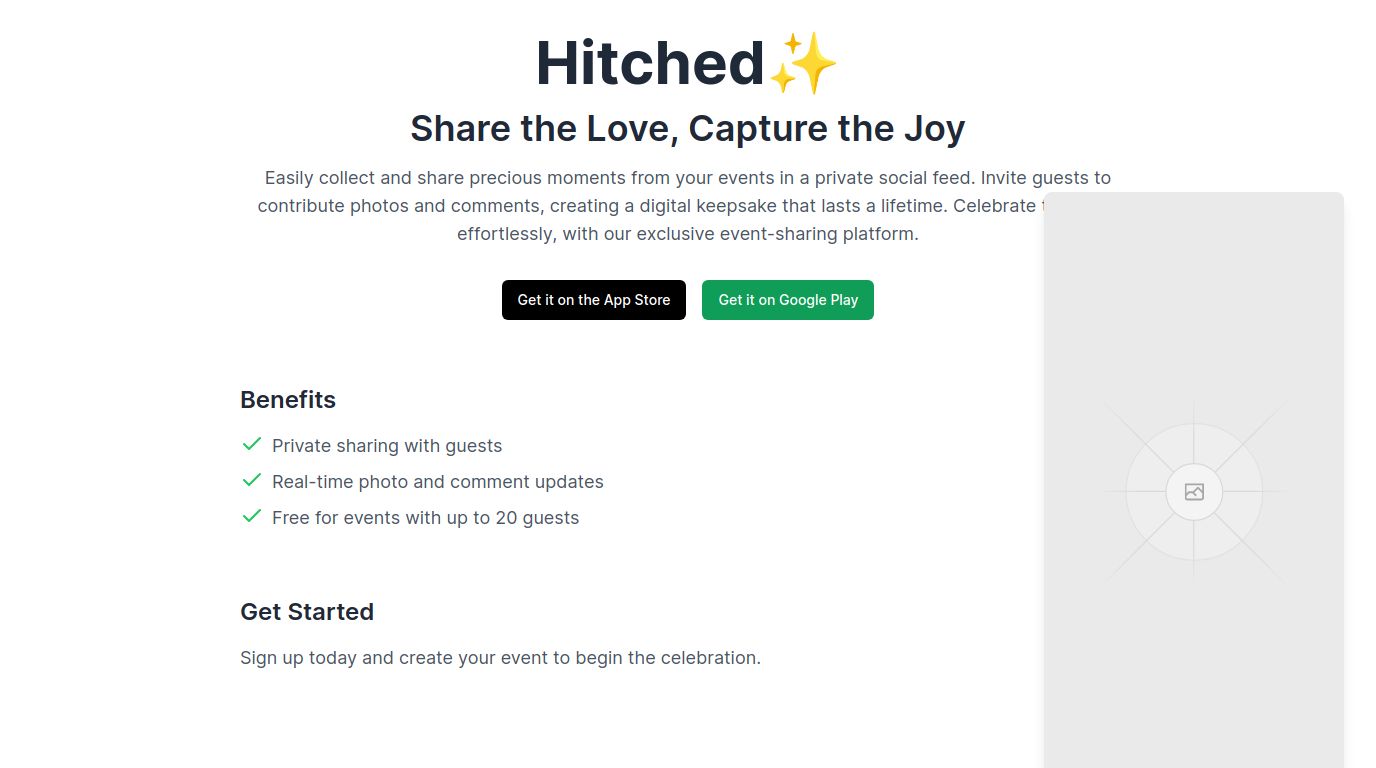 Hitched✨
Share the Love, Capture the Joy
Easily collect and share precious moments from your events in a private social feed. Invite guests to
contribute photos and comments, creating a digital keepsake that lasts a lifetime. Celebrate
effortlessly, with our exclusive event-sharing platform.
Get it on the App Store
Get it on Google Play
Benefits
Private sharing with guests
Real-time photo and comment updates
Free for events with up to 20 guests
Get Started
Sign up today and create your event to begin the celebration.